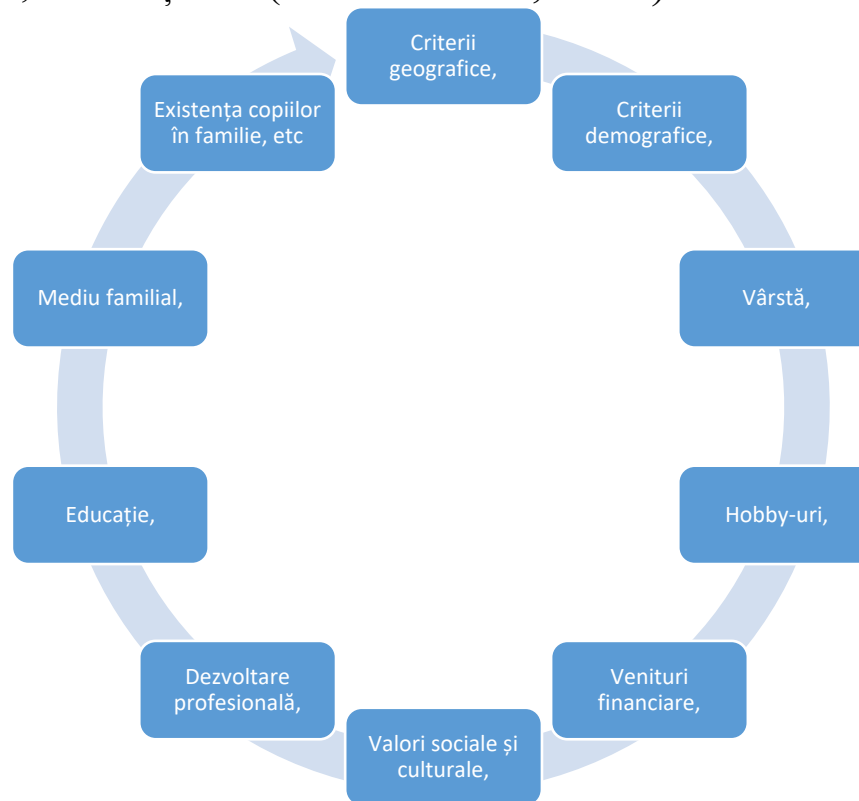 Criterii
geografice,
Criterii
demografice,
Vârstă,
Hobby-uri,
Venituri
financiare,
Valori sociale și
culturale,
Dezvoltare
profesională,
Educație,
Mediu familial,
Existența copiilor
în familie, etc